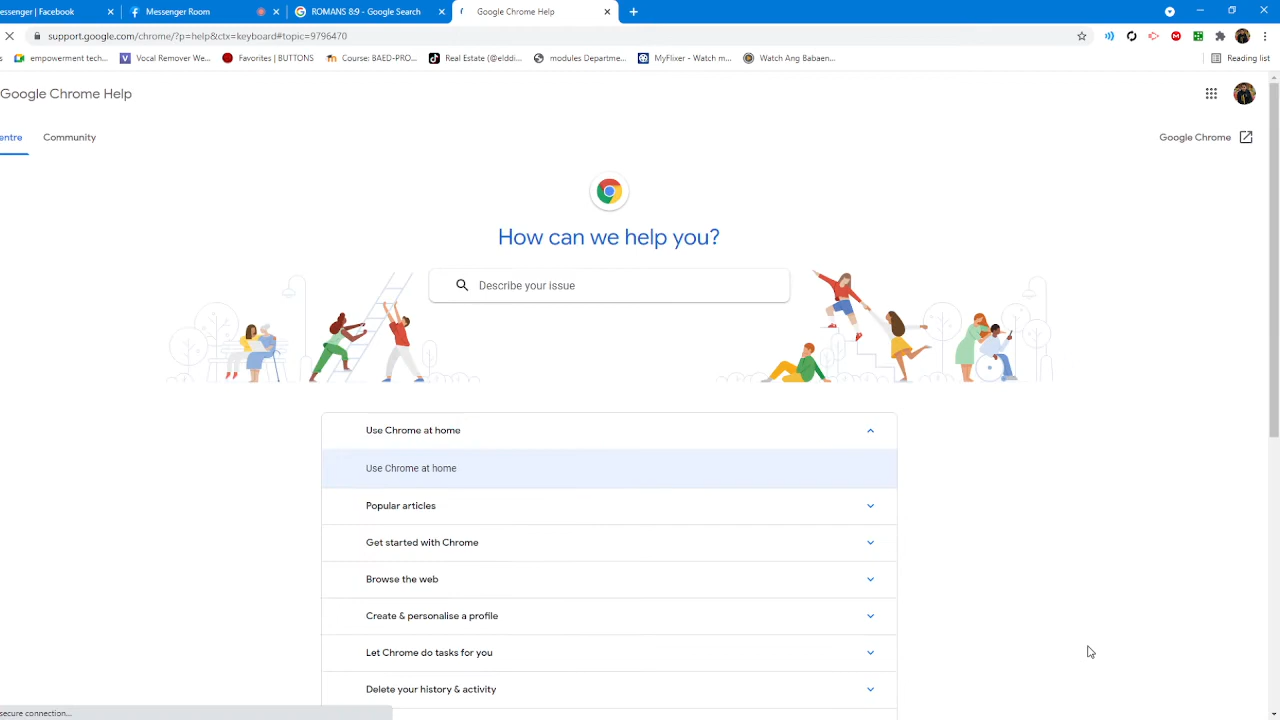 essenger | Facebook
Messenger Room
ROMANS 8:9 - Google Search
Google Chrome Help
support.google.com/chrome/?p=help&ctx=keyboard#topic=9796470
s
empowerment tech...
Vocal Remover We...
Favorites | BUTTONS
Course: BAED-PRO...
Real Estate (@elddi...
modules Departme...
MyFlixer - Watch m...
Watch Ang Babaen...
Reading list
Google Chrome Help
entre
Community
Google Chrome
How can we help you?
Describe your issue
Use Chrome at home
Use Chrome at home
Popular articles
Get started with Chrome
Browse the web
Create & personalise a profile
Let Chrome do tasks for you
Delete your history & activity
secure connection...